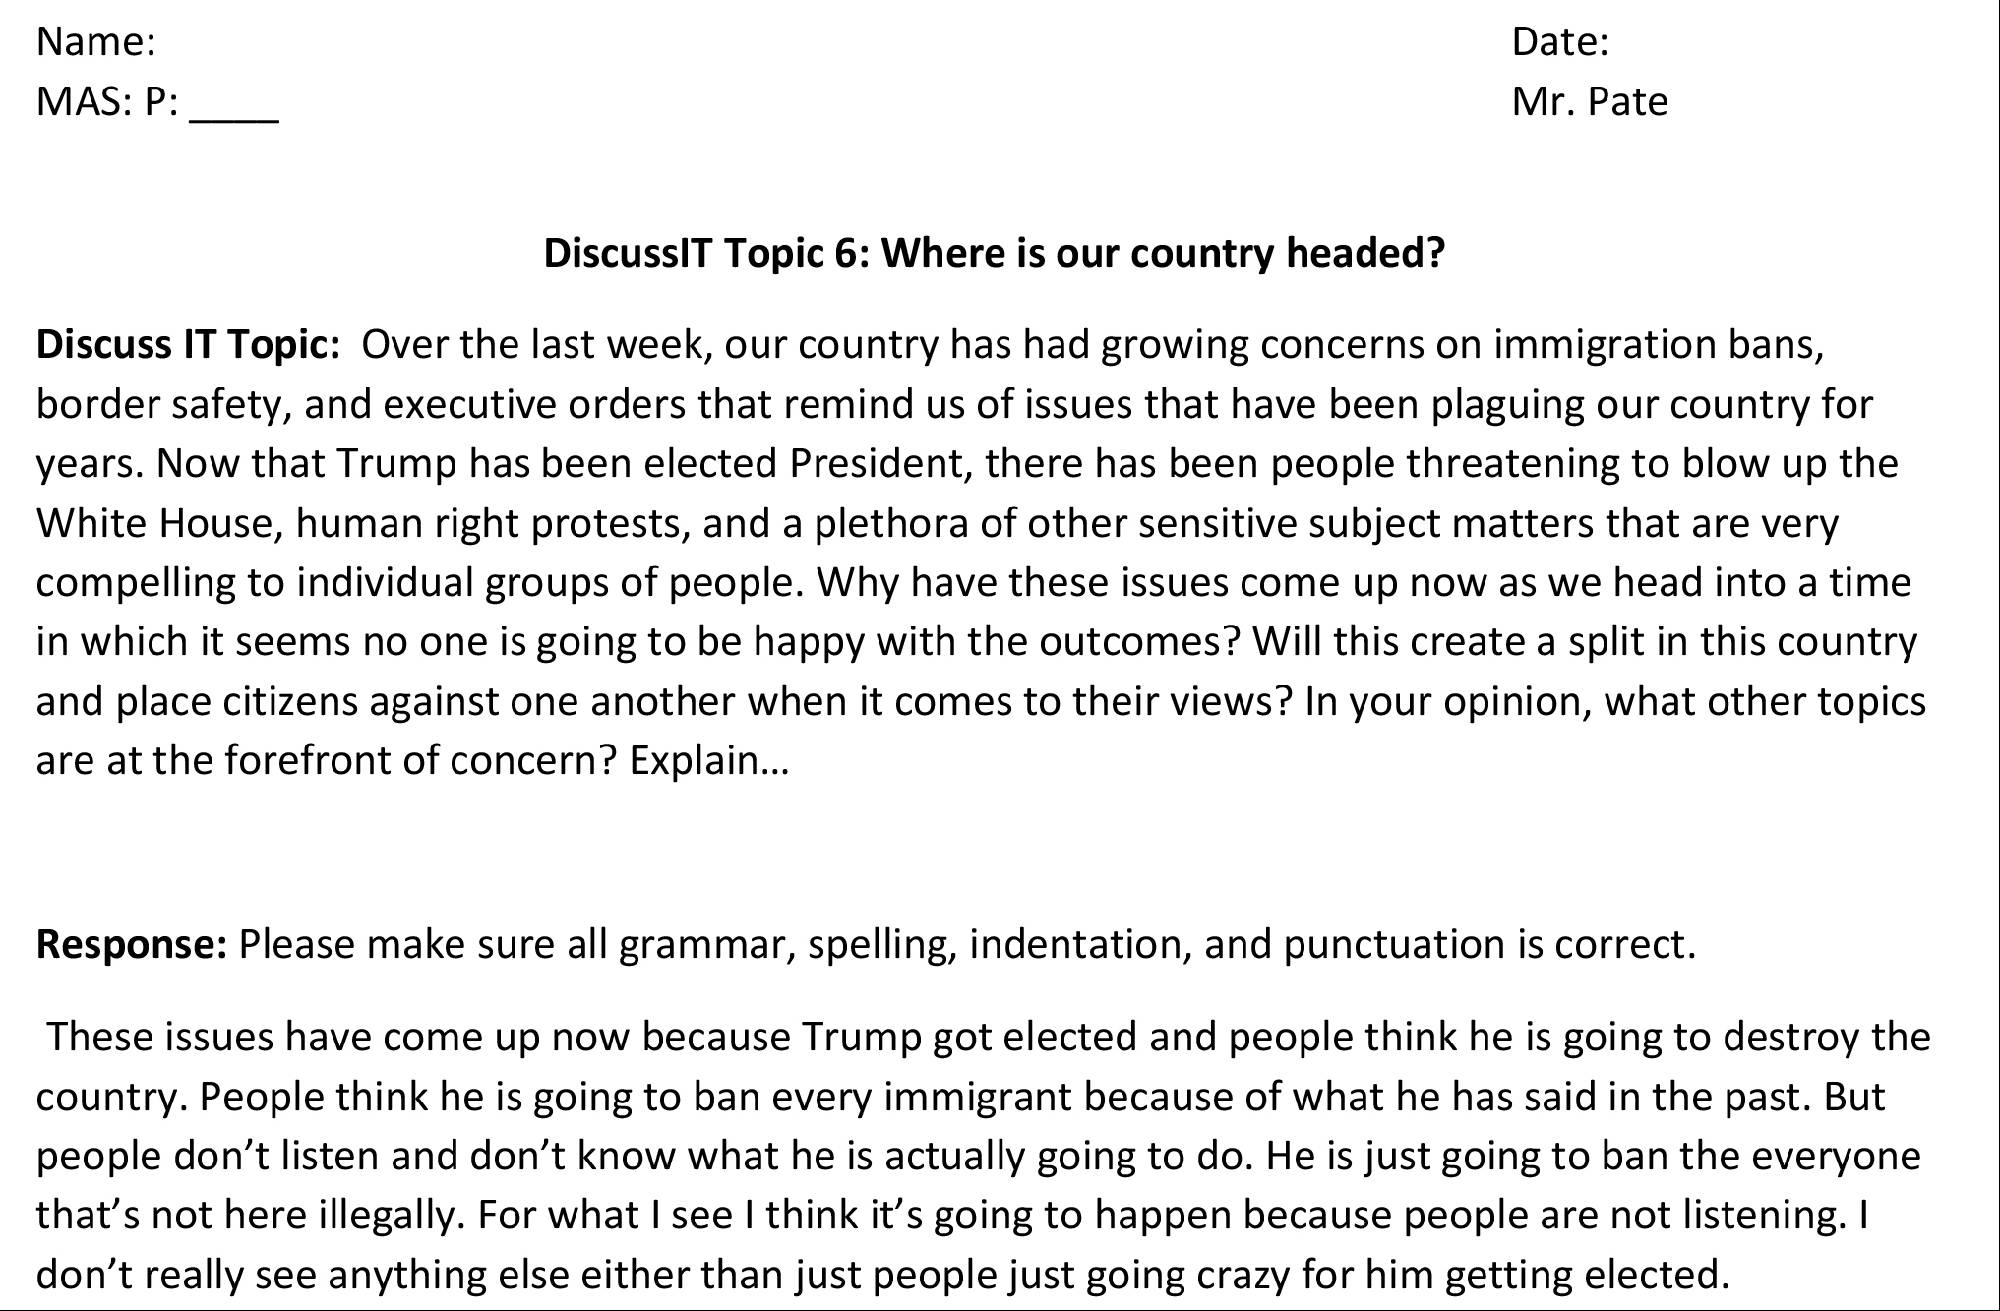 Name:
Date:
MAS: P: ____
Mr. Pate
DiscussIT Topic 6: Where is our country headed?
Discuss IT Topic:  Over the last week, our country has had growing concerns on immigration bans,
border safety, and executive orders that remind us of issues that have been plaguing our country for
years. Now that Trump has been elected President, there has been people threatening to blow up the
White House, human right protests, and a plethora of other sensitive subject matters that are very
compelling to individual groups of people. Why have these issues come up now as we head into a time
in which it seems no one is going to be happy with the outcomes? Will this create a split in this country
and place citizens against one another when it comes to their views? In your opinion, what other topics
are at the forefront of concern? Explain…
Response: Please make sure all grammar, spelling, indentation, and punctuation is correct.
These issues have come up now because Trump got elected and people think he is going to destroy the
country. People think he is going to ban every immigrant because of what he has said in the past. But
people don’t listen and don’t know what he is actually going to do. He is just going to ban the everyone
that’s not here illegally. For what I see I think it’s going to happen because people are not listening. I
don’t really see anything else either than just people just going crazy for him getting elected.